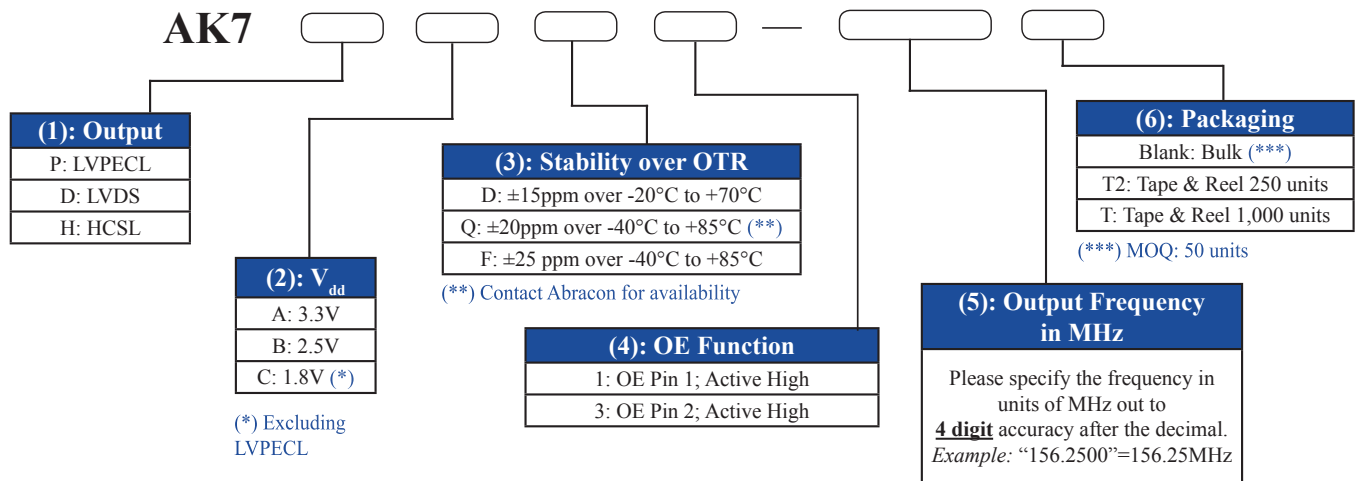 AK7 —
(1): Output
P: LVPECL
D: LVDS
H: HCSL
(2): Vdd
A: 3.3V
B: 2.5V
C: 1.8V (*)
(*) Excluding
LVPECL
(3): Stability over OTR
D: ±15ppm over -20°C to +70°C
Q: ±20ppm over -40°C to +85°C (**)
F: ±25 ppm over -40°C to +85°C
(**) Contact Abracon for availability
(4): OE Function
1: OE Pin 1; Active High
3: OE Pin 2; Active High
(5): Output Frequency
in MHz
Please specify the frequency in
units of MHz out to
4 digit accuracy after the decimal.
Example: “156.2500”=156.25MHz
(6): Packaging
Blank: Bulk (***)
T2: Tape & Reel 250 units
T: Tape & Reel 1,000 units
(***) MOQ: 50 units